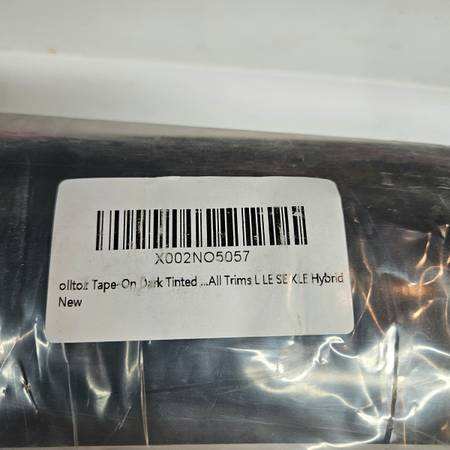 X002NO5057
olltoz Tape-On Dark Tinted ...All Trims L LE SE XLE Hybrid
New